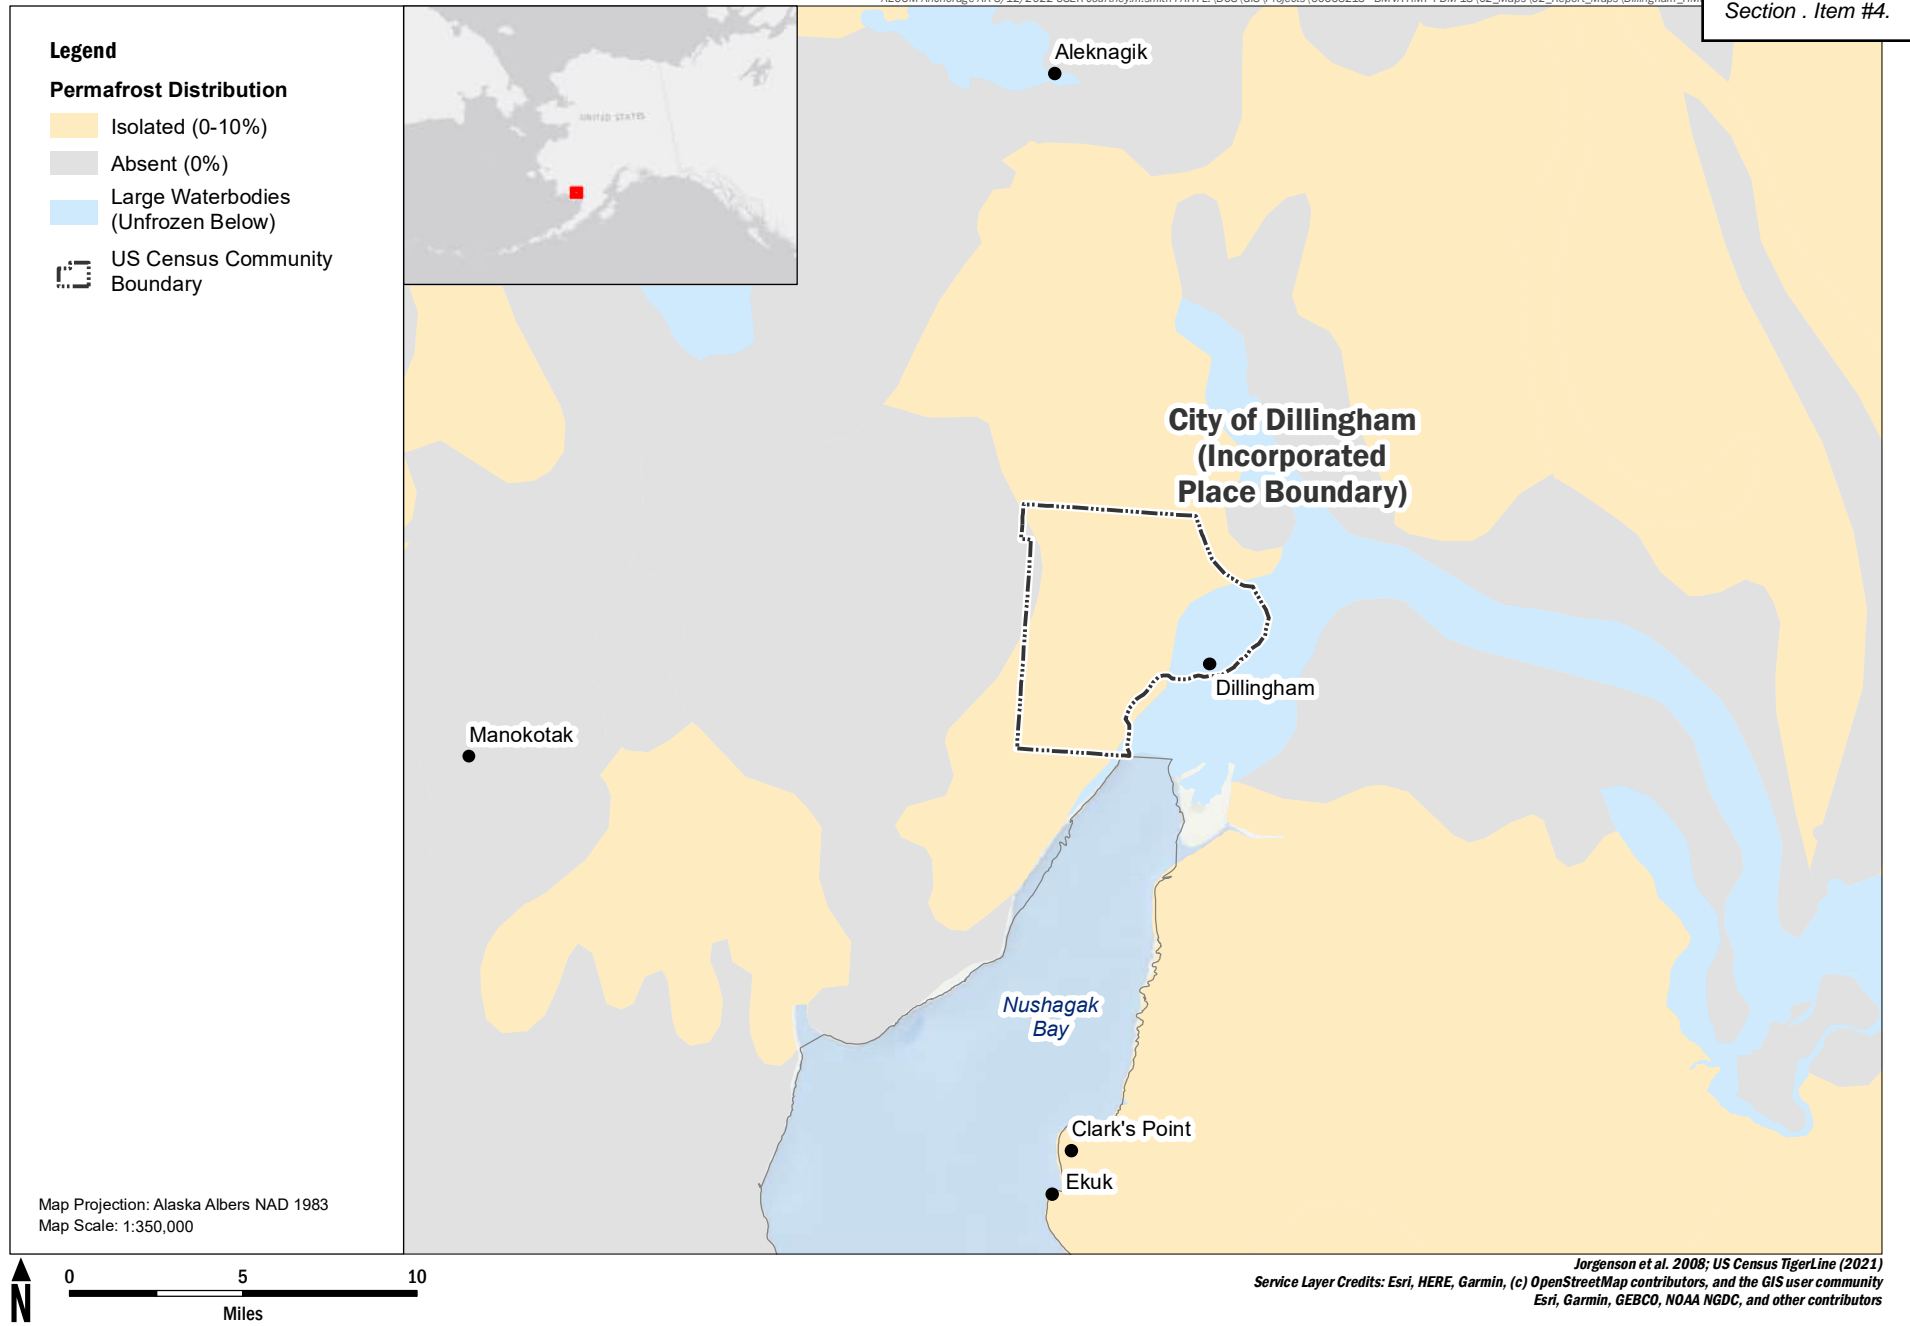 Section . Item #4.
Legend
Permafrost Distribution
Isolated (0-10%)
Absent (0%)
Large Waterbodies
(Unfrozen Below)
US Census Community
Boundary
UNITED STATES
Aleknagik
City of Dillingham
(Incorporated
Place Boundary)
Dillingham
Manokotak
Nushagak
Bay
Clark's Point
Ekuk
Map Projection: Alaska Albers NAD 1983
Map Scale: 1:350,000
N
0 5 10
Miles
Jorgenson et al. 2008; US Census TigerLine (2021)
Service Layer Credits: Esri, HERE, Garmin, (c) OpenStreetMap contributors, and the GIS user community
Esri, Garmin, GEBCO, NOAA NGDC, and other contributors